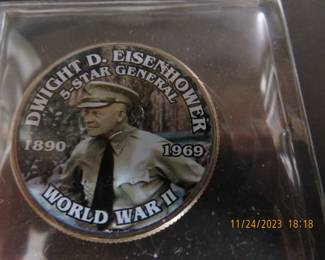 DWIGHT D. EISENHOWER
5-STAR GENERAL
1890
1969
WORLD WAR II
11/24/2023 18:18